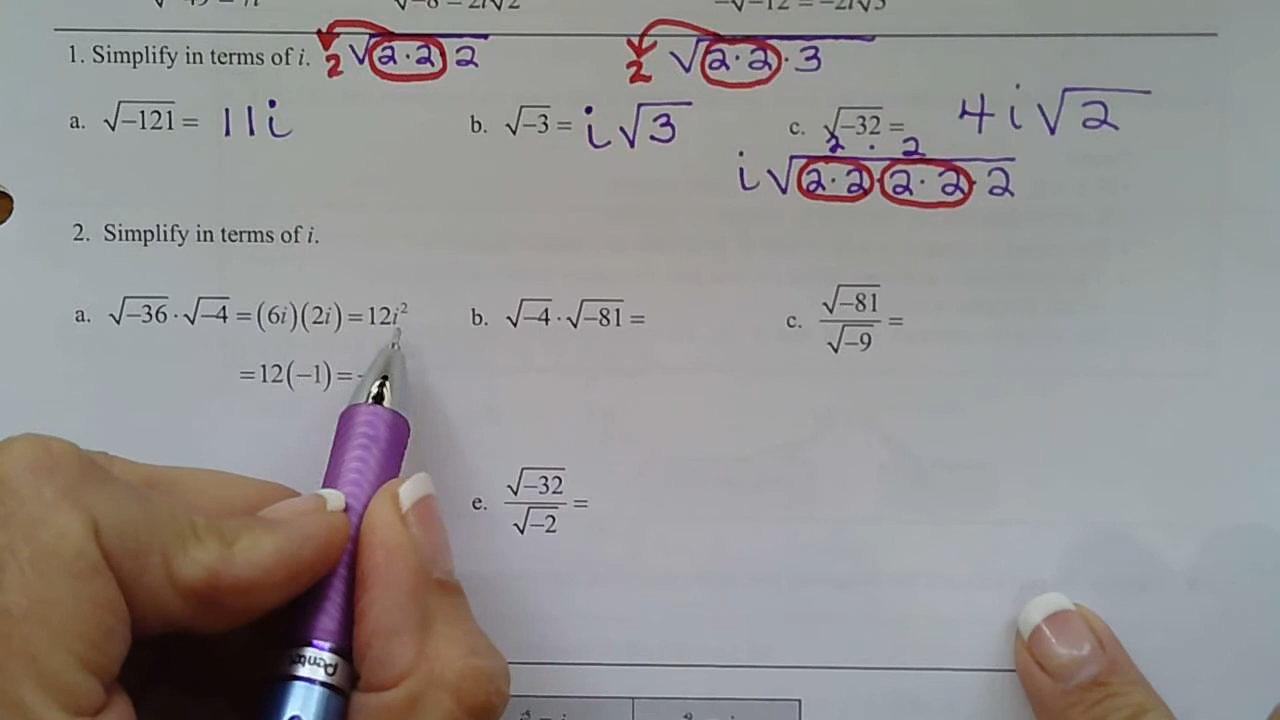 √-8 = 2i√2 -√-12 = -2i√3
1. Simplify in terms of i. 2 √2·2 2 2 √2·2·3
a. √-121 = 11i b. √-3 = i√3 c. √-32 = 4i√2
2 · 2
i√2·2·2·2·2
2. Simplify in terms of i.
a. √-36 · √-4 = (6i)(2i) = 12i² b. √-4 · √-81 = c. √-81 / √-9 =
= 12(-1) = -
e. √-32 / √-2 =